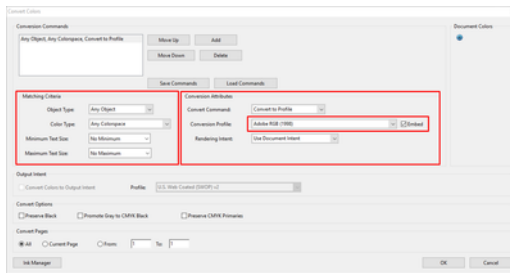 Convert Colors
Conversion Commands
Document Colors
Any Object, Any Colorspace, Convert to Profile
Move Up
Add
Move Down
Delete
Save Commands
Load Commands
Matching Criteria
Object Type: Any Object
Color Type: Any Colorspace
Minimum Text Size: No Minimum
Maximum Text Size: No Maximum
Conversion Attributes
Convert Command: Convert to Profile
Conversion Profile: Adobe RGB (1998) Embed
Rendering Intent: Use Document Intent
Output Intent
Convert Colors to Output Intent Profile: U.S. Web Coated (SWOP) v2
Convert Options
Preserve Black Promote Gray to CMYK Black Preserve CMYK Primaries
Convert Pages
All Current Page From: 1 To: 1
Ink Manager
OK Cancel